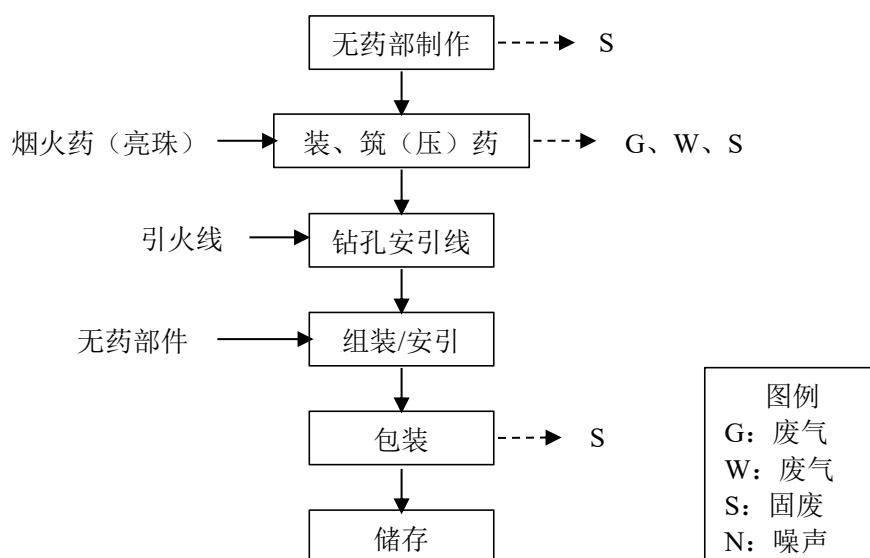 无药部制作
S
烟火药（亮珠）
装、筑（压）药
G、W、S
引火线
钻孔安引线
无药部件
组装/安引
包装
S
储存
图例
G：废气
W：废气
S：固废
N：噪声